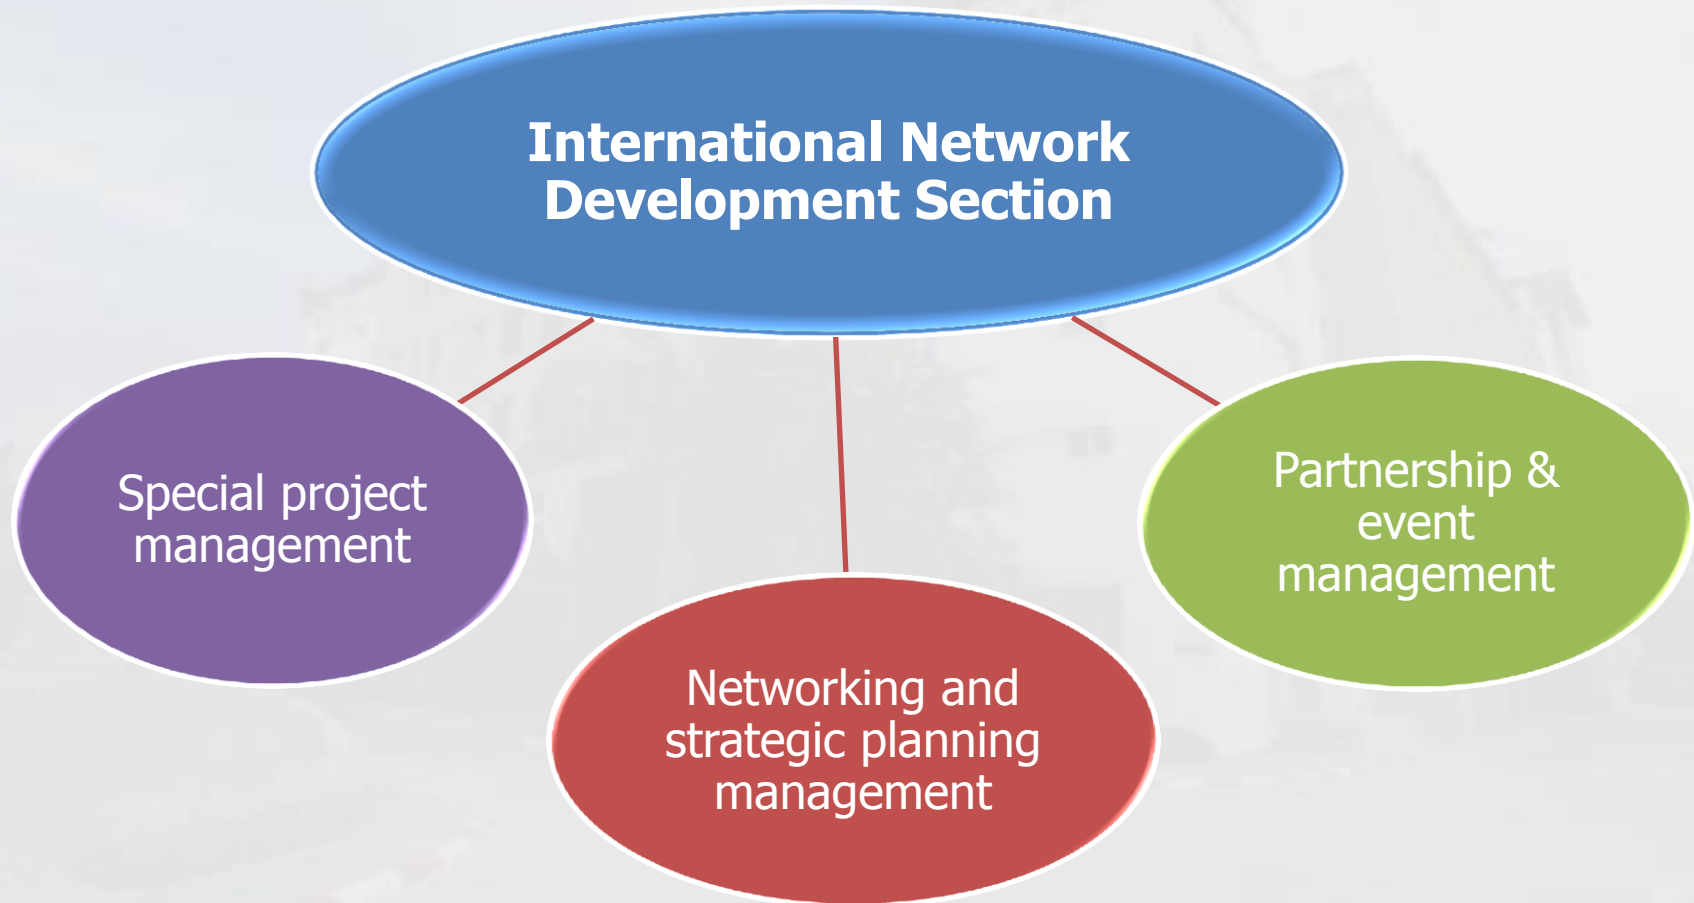 International Network
Development Section
Special project
management
Networking and
strategic planning
management
Partnership &
event
management